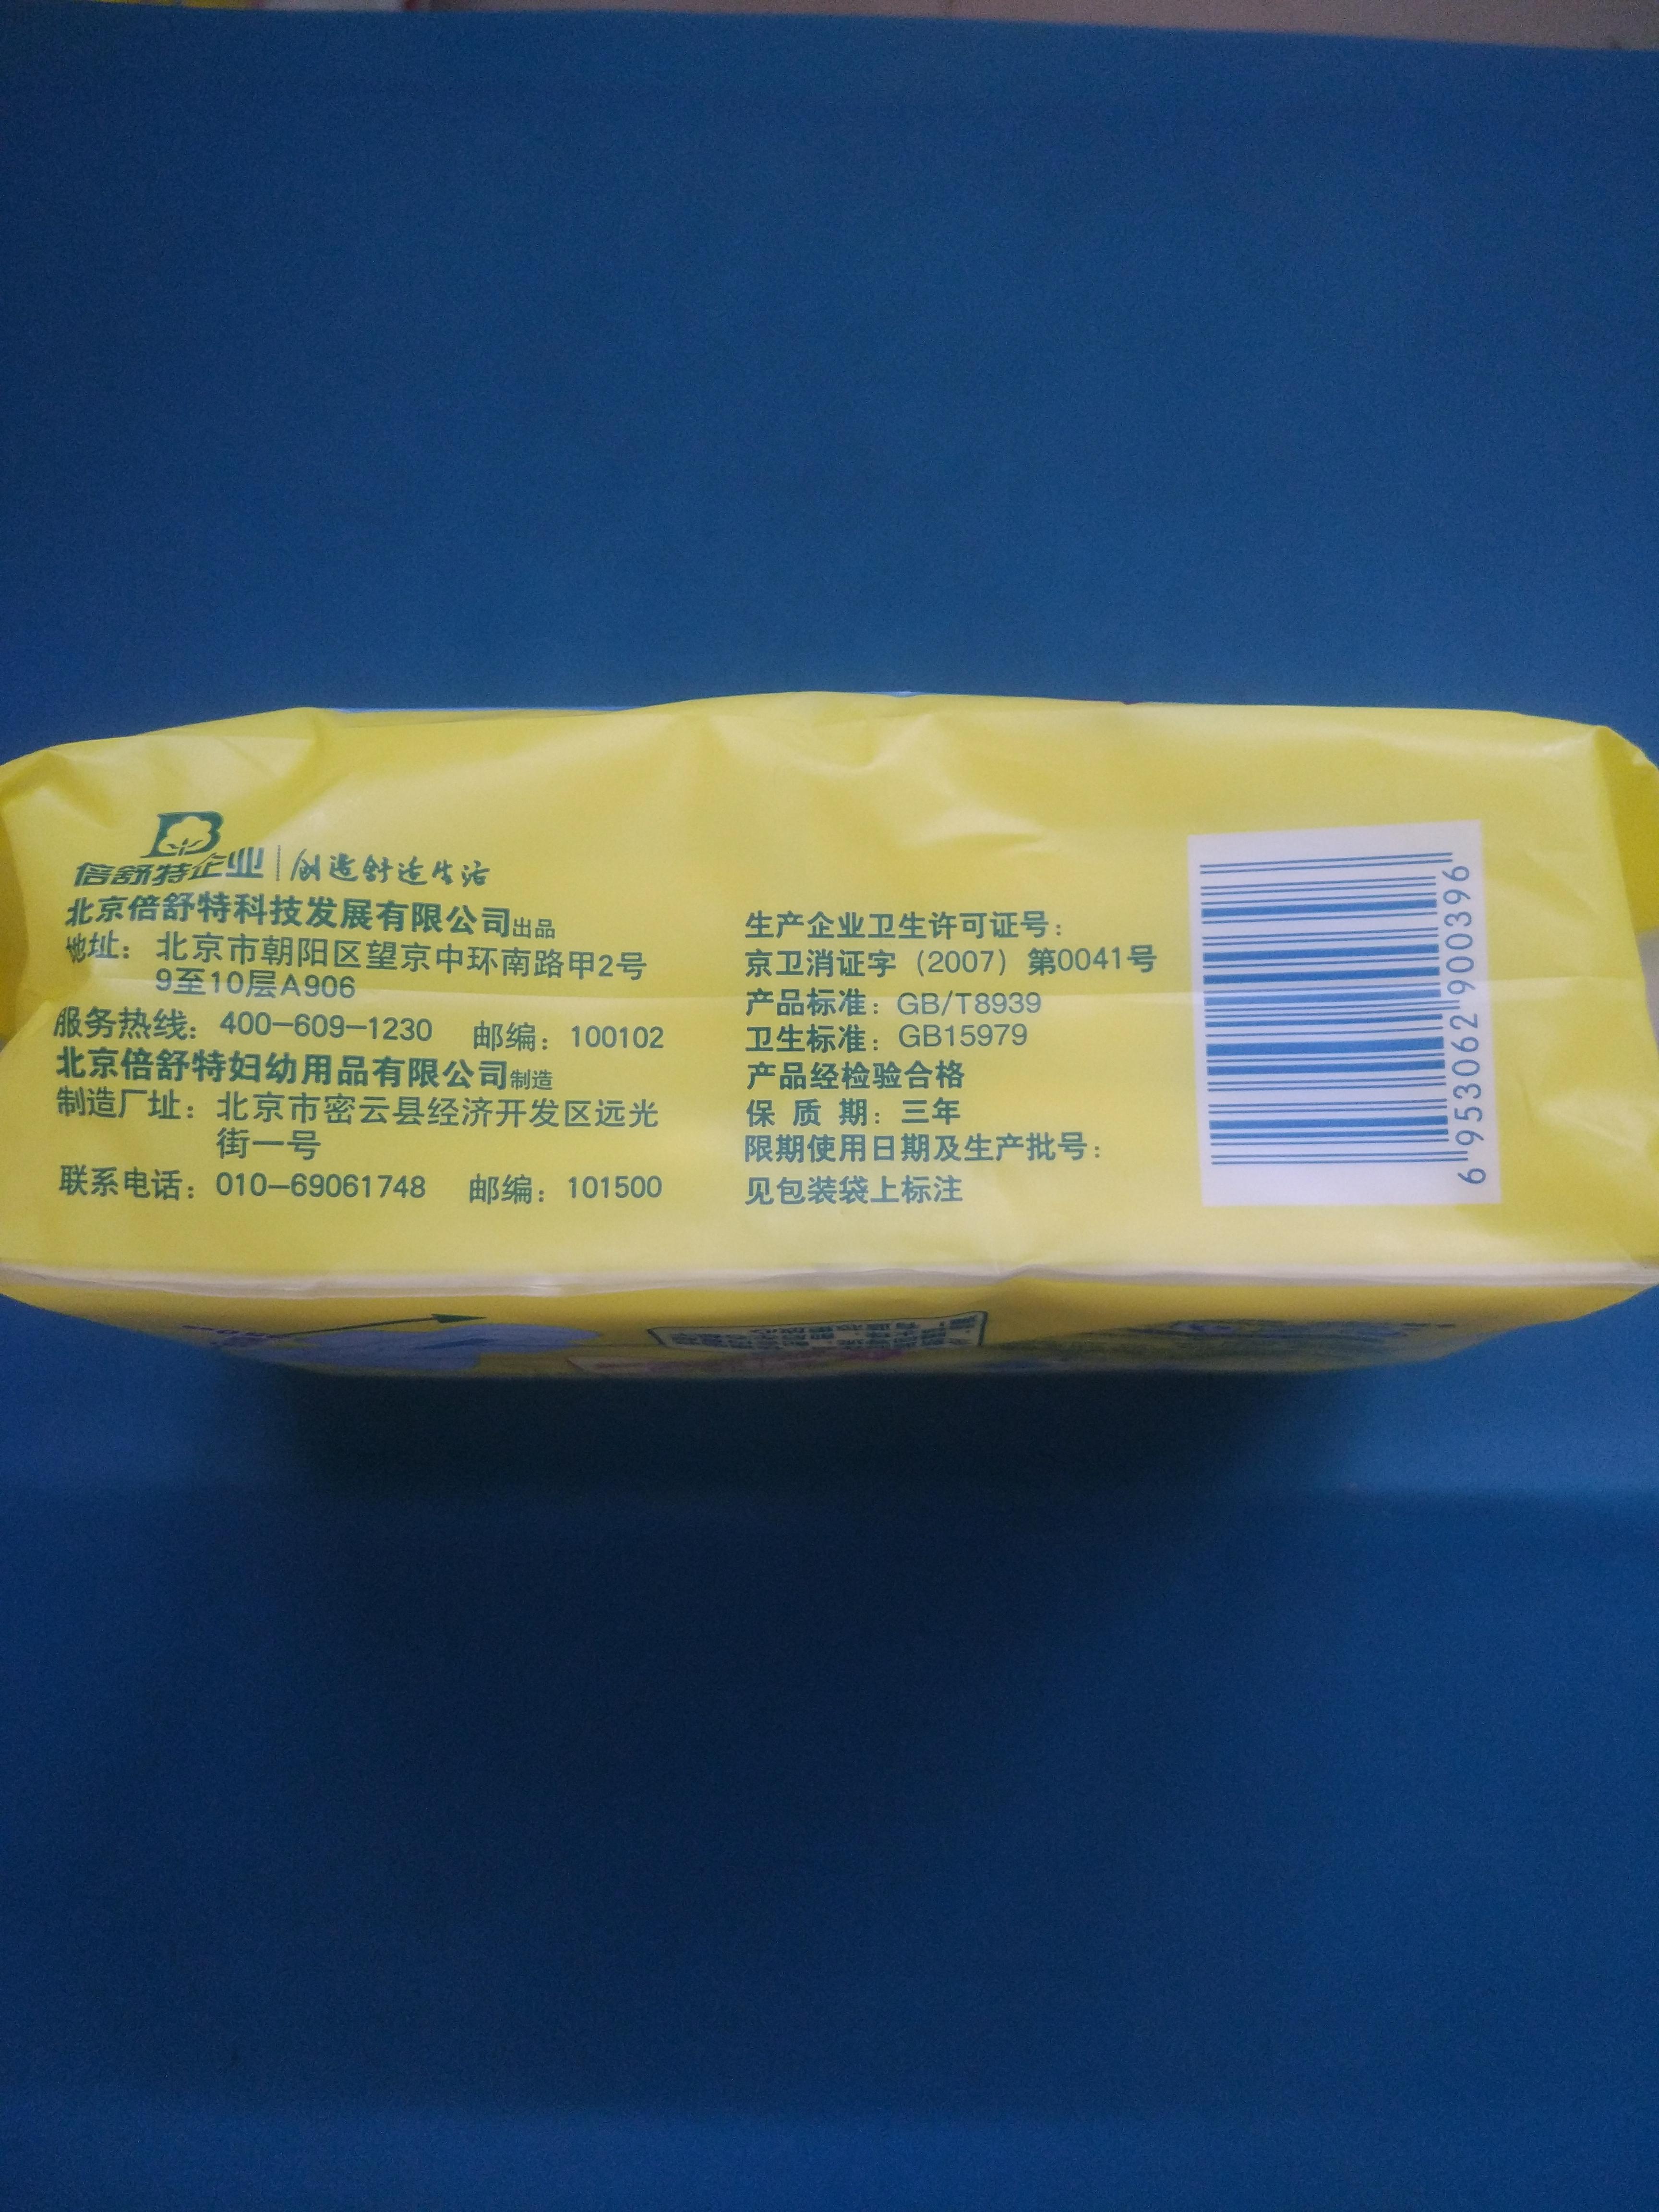 倍舒特企业 创造舒适生活
北京倍舒特科技发展有限公司出品
地址：北京市朝阳区望京中环南路甲2号
9至10层A906
服务热线：400-609-1230 邮编：100102
北京倍舒特妇幼用品有限公司制造
制造厂址：北京市密云县经济开发区远光
街一号
联系电话：010-69061748 邮编：101500
生产企业卫生许可证号：
京卫消证字（2007）第0041号
产品标准：GB/T8939
卫生标准：GB15979
产品经检验合格
保 质 期：三年
限期使用日期及生产批号：
见包装袋上标注
6 953062 900396